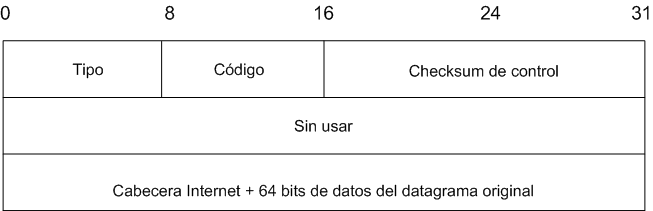 0 8 16 24 31
Tipo Código Checksum de control
Sin usar
Cabecera Internet + 64 bits de datos del datagrama original